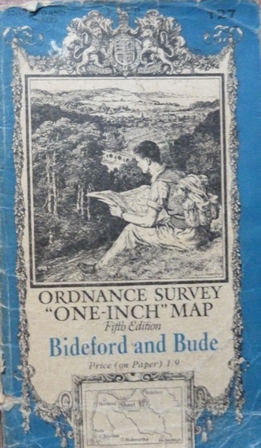 127
ORDNANCE SURVEY
"ONE-INCH" MAP
Fifth Edition
Bideford and Bude
Price (on Paper) 1/9